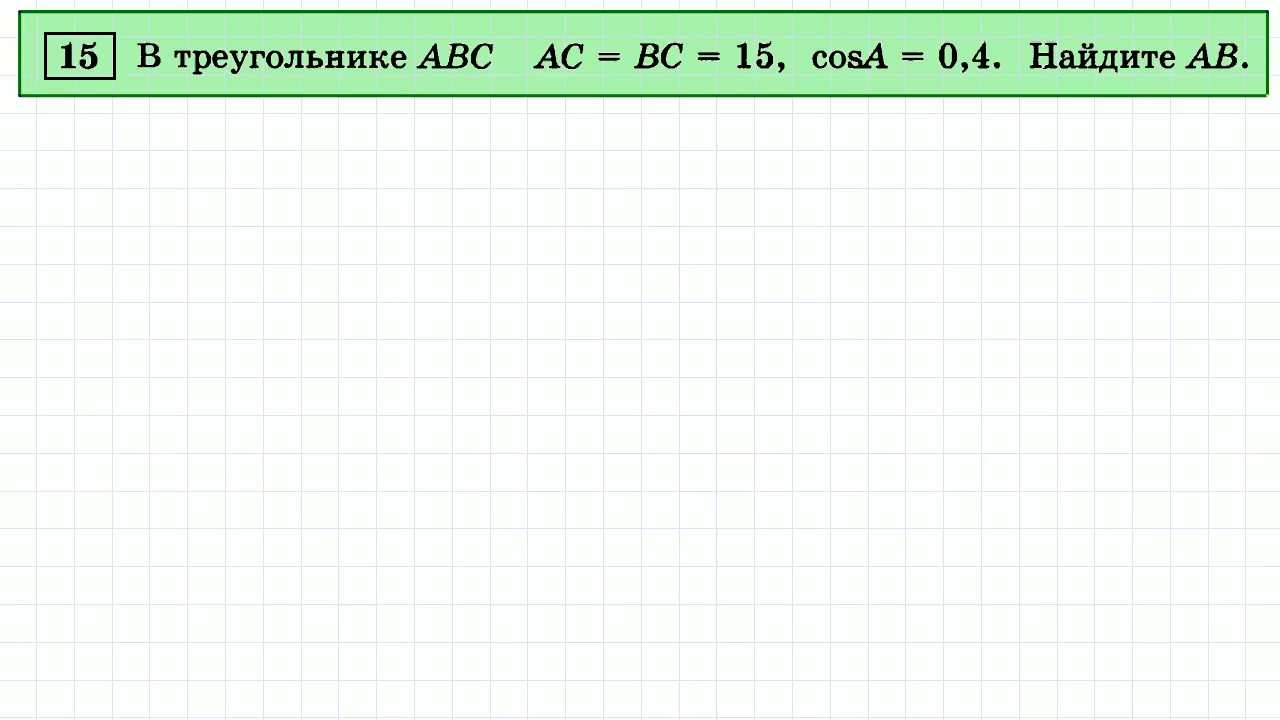 15 В треугольнике ABC AC = BC = 15, cosA = 0,4. Найдите AB.